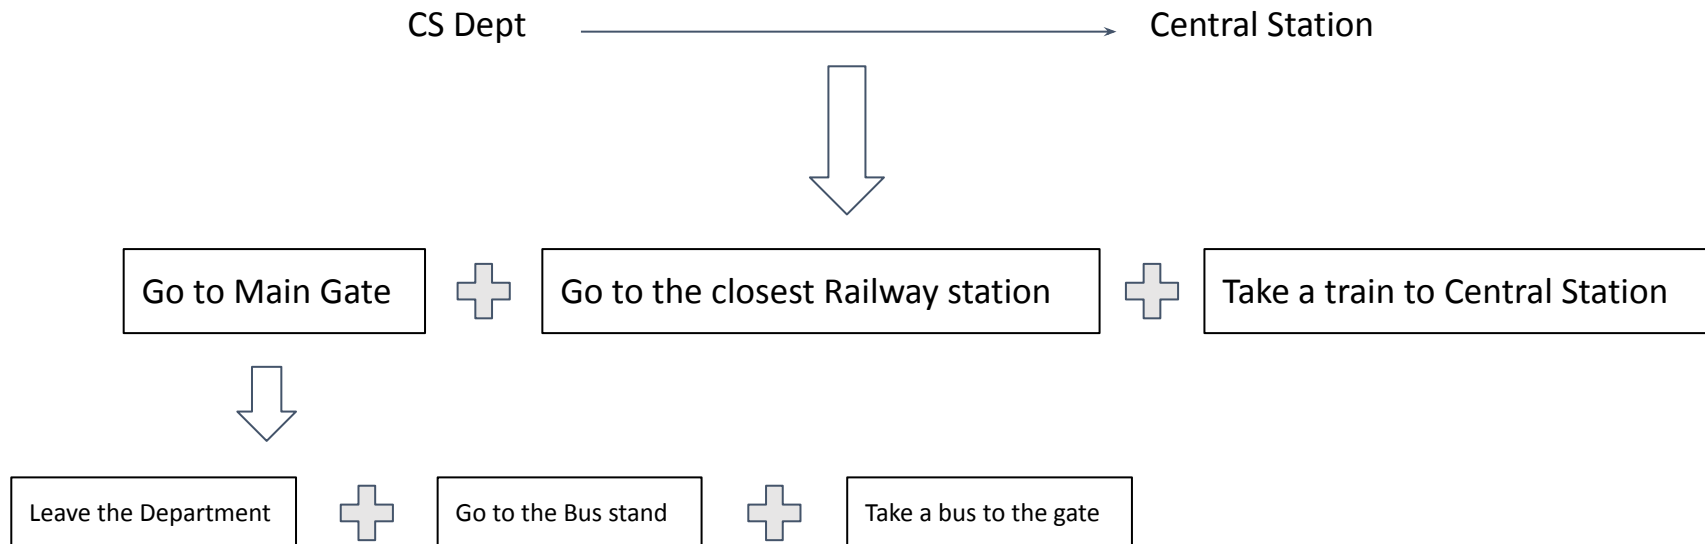 CS Dept
Central Station
Go to Main Gate
Go to the closest Railway station
Take a train to Central Station
Leave the Department
Go to the Bus stand
Take a bus to the gate